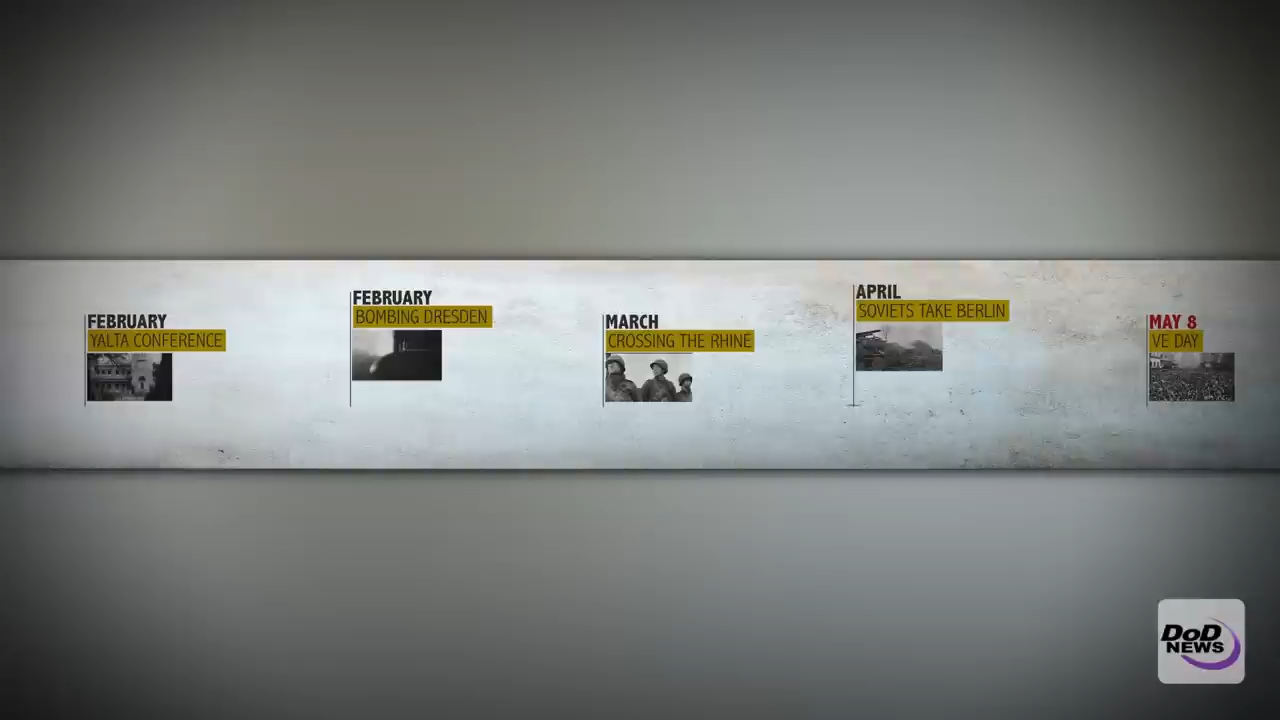 FEBRUARY
YALTA CONFERENCE
FEBRUARY
BOMBING DRESDEN
MARCH
CROSSING THE RHINE
APRIL
SOVIETS TAKE BERLIN
MAY 8
VE DAY
DoD
NEWS